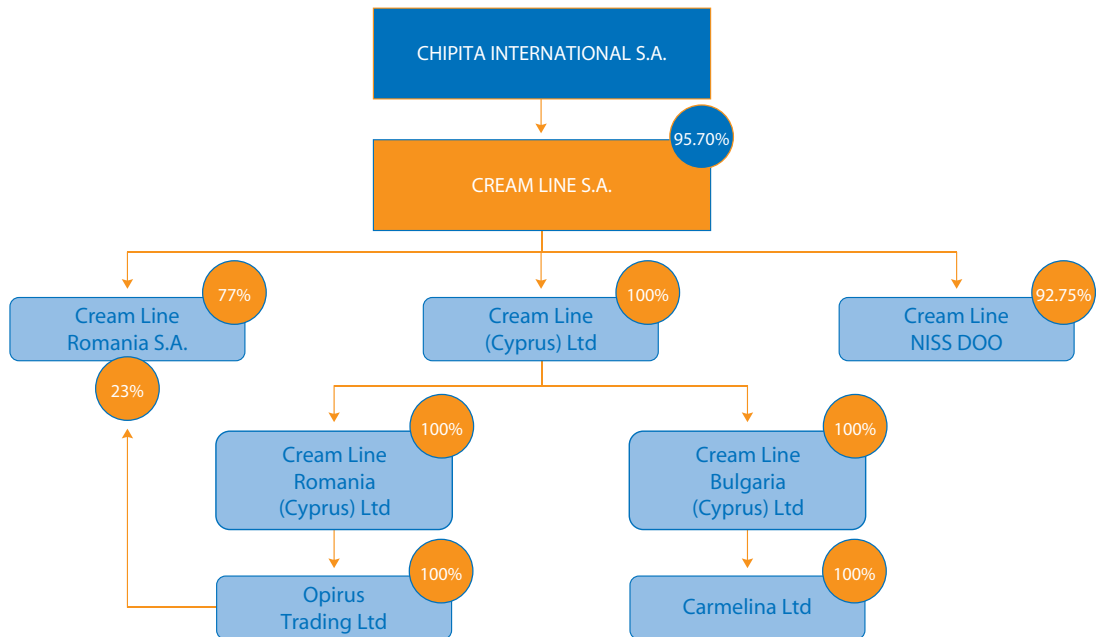 CHIPITA INTERNATIONAL S.A.
95.70%
CREAM LINE S.A.
77%
100%
92.75%
Cream Line
Romania S.A.
Cream Line
(Cyprus) Ltd
Cream Line
NISS DOO
23%
100%
100%
Cream Line
Romania
(Cyprus) Ltd
Cream Line
Bulgaria
(Cyprus) Ltd
100%
100%
Opirus
Trading Ltd
Carmelina Ltd